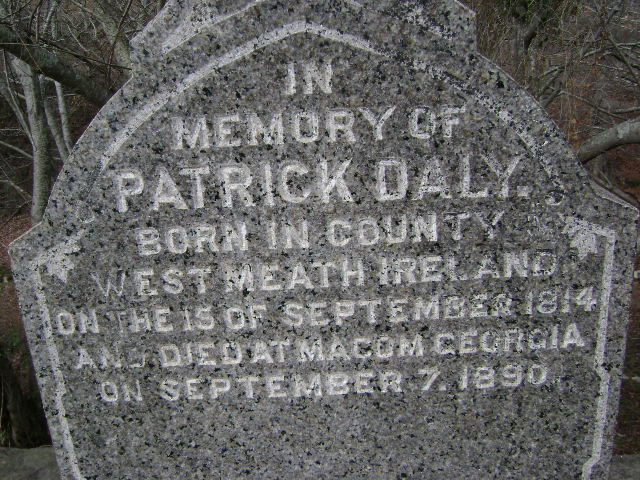 IN
MEMORY OF
PATRICK DALY.
BORN IN COUNTY
WEST MEATH IRELAND
ON THE 15 OF SEPTEMBER 1814
AND DIED AT MACOM GEORGIA
ON SEPTEMBER 7. 1890